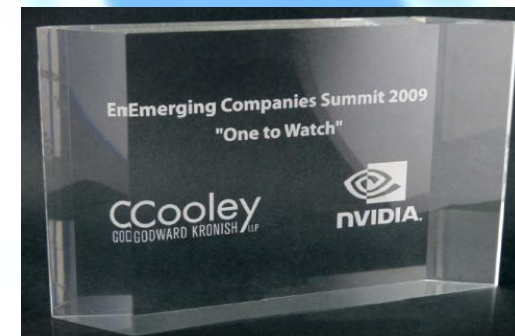 Emerging Companies Summit 2009
"One to Watch"
Cooley
GODWARD KRONISH LLP
NVIDIA.